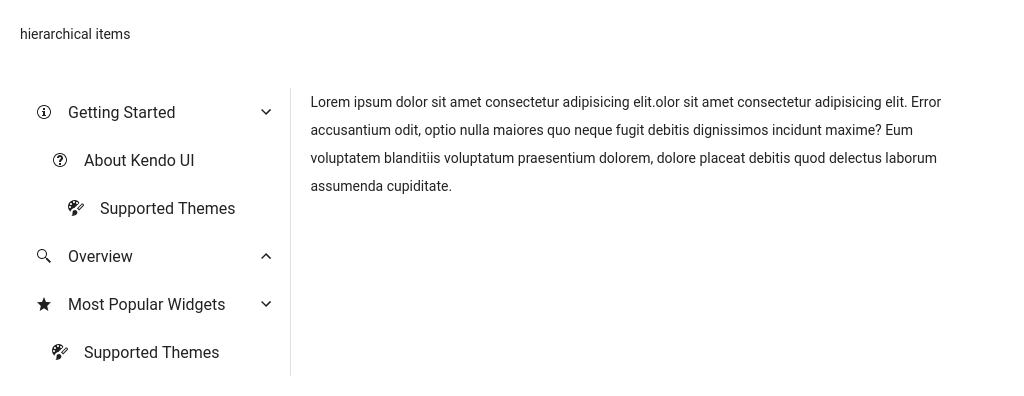 hierarchical items
Getting Started
About Kendo UI
Supported Themes
Overview
Most Popular Widgets
Supported Themes
Lorem ipsum dolor sit amet consectetur adipisicing elit.olor sit amet consectetur adipisicing elit. Error
accusantium odit, optio nulla maiores quo neque fugit debitis dignissimos incidunt maxime? Eum
voluptatem blanditiis voluptatum praesentium dolorem, dolore placeat debitis quod delectus laborum
assumenda cupiditate.